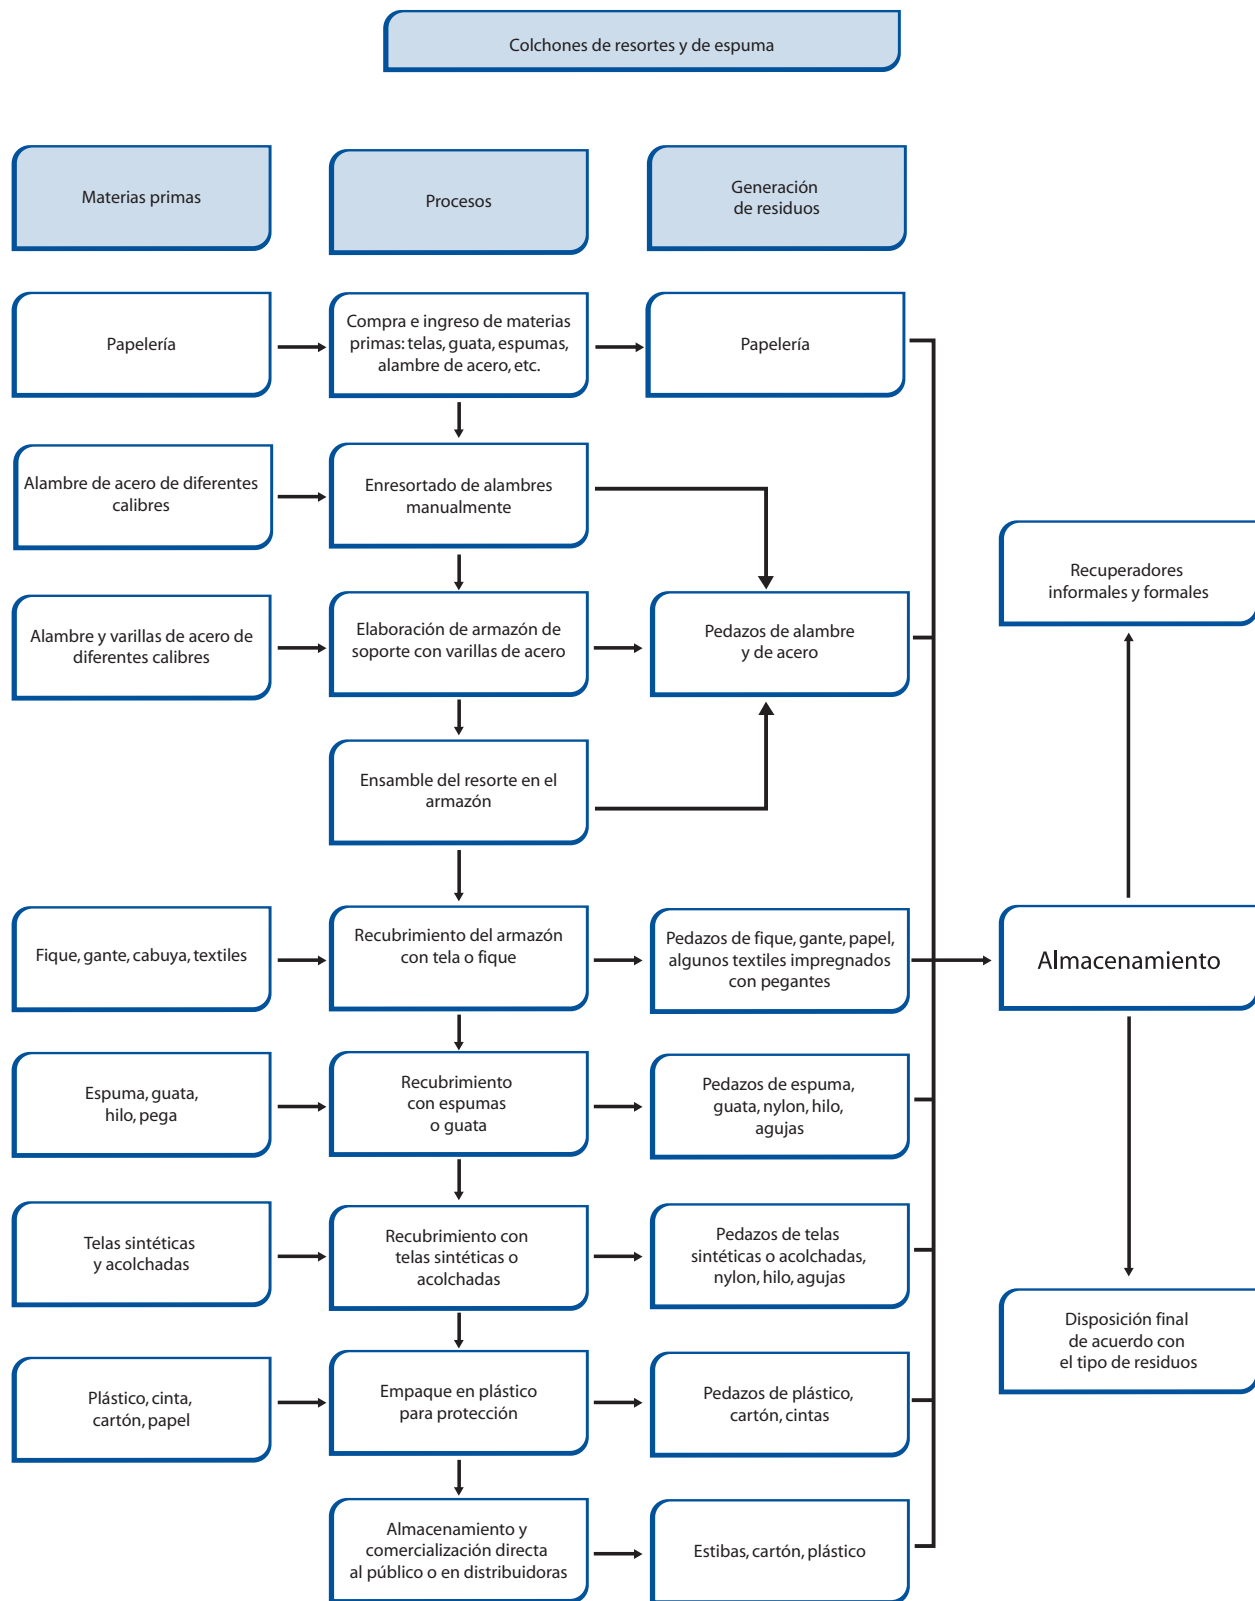 Colchones de resortes y de espuma
Materias primas
Procesos
Generación
de residuos
Papelería
Compra e ingreso de materias
primas: telas, guata, espumas,
alambre de acero, etc.
Papelería
Alambre de acero de diferentes
calibres
Enresortado de alambres
manualmente
Recuperadores
informales y formales
Alambre y varillas de acero de
diferentes calibres
Elaboración de armazón de
soporte con varillas de acero
Pedazos de alambre
y de acero
Ensamble del resorte en el
armazón
Fique, gante, cabuya, textiles
Recubrimiento del armazón
con tela o fique
Pedazos de fique, gante, papel,
algunos textiles impregnados
con pegantes
Almacenamiento
Espuma, guata,
hilo, pega
Recubrimiento
con espumas
o guata
Pedazos de espuma,
guata, nylon, hilo,
agujas
Telas sintéticas
y acolchadas
Recubrimiento con
telas sintéticas o
acolchadas
Pedazos de telas
sintéticas o acolchadas,
nylon, hilo, agujas
Disposición final
de acuerdo con
el tipo de residuos
Plástico, cinta,
cartón, papel
Empaque en plástico
para protección
Pedazos de plástico,
cartón, cintas
Almacenamiento y
comercialización directa
al público o en distribuidoras
Estibas, cartón, plástico